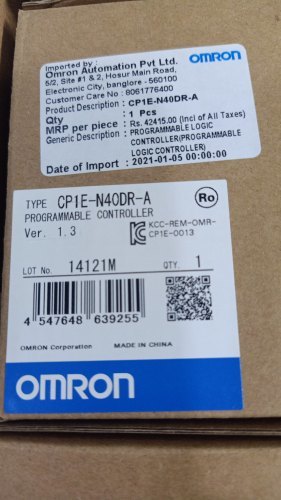 Imported by :
Omron Automation Pvt Ltd.
5/2, Site #1 & 2, Hosur Main Road,
Electronic City, banglore - 560100
Customer Care No : 8061776400
OMRON
Product Description : CP1E-N40DR-A
Qty : 1 Pcs
MRP per piece : Rs. 42415.00 (Incl of All Taxes)
Generic Description : PROGRAMMABLE LOGIC
CONTROLLER(PROGRAMMABLE
LOGIC CONTROLLER)
Date of Import : 2021-01-05 00:00:00
TYPE CP1E-N40DR-A
PROGRAMMABLE CONTROLLER
Ver. 1.3
Ro
KCC-REM-OMR-
CP1E-0013
LOT No. 14121M QTY. 1
4 547648 639255
OMRON Corporation MADE IN CHINA
OMRON